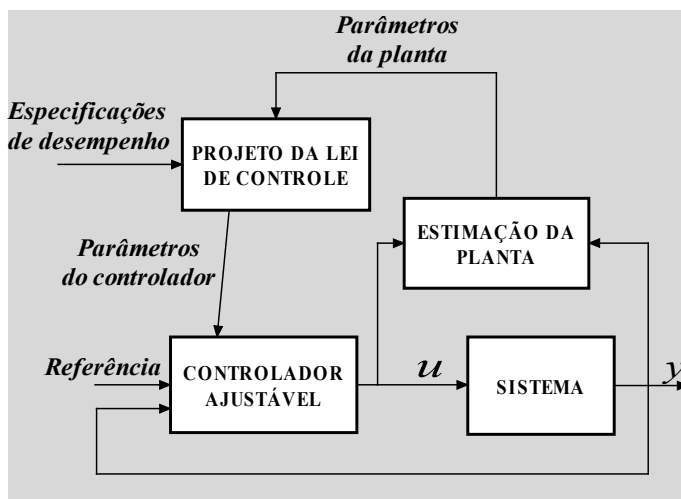 Parâmetros
da planta
Especificações
de desempenho
PROJETO DA LEI
DE CONTROLE
ESTIMAÇÃO DA
PLANTA
Parâmetros
do controlador
Referência
CONTROLADOR
AJUSTÁVEL
u
SISTEMA
y